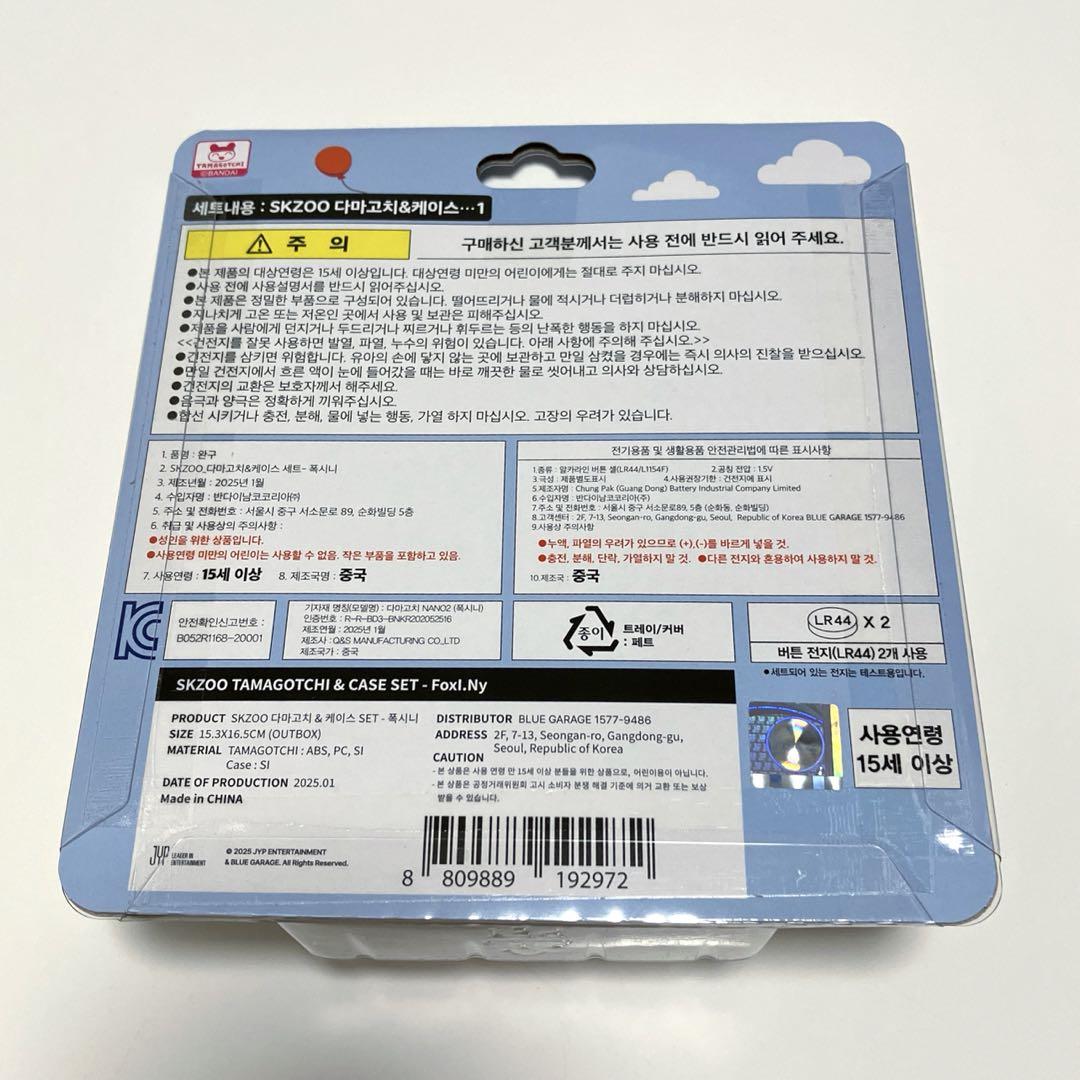 TAMAGOTCHI
©BANDAI
세트내용 : SKZOO 다마고치&케이스…1
주 의
구매하신 고객분께서는 사용 전에 반드시 읽어 주세요.
●본 제품의 대상연령은 15세 이상입니다. 대상연령 미만의 어린이에게는 절대로 주지 마십시오.
●사용 전에 사용설명서를 반드시 읽어주십시오.
●본 제품은 정밀한 부품으로 구성되어 있습니다. 떨어뜨리거나 물에 적시거나 더럽히거나 분해하지 마십시오.
●지나치게 고온 또는 저온인 곳에서 사용 및 보관은 피해주십시오.
●제품을 사람에게 던지거나 두드리거나 찌르거나 휘두르는 등의 난폭한 행동을 하지 마십시오.
<<건전지를 잘못 사용하면 발열, 파열, 누수의 위험이 있습니다. 아래 사항에 주의해 주십시오.>>
●건전지를 삼키면 위험합니다. 유아의 손에 닿지 않는 곳에 보관하고 만일 삼켰을 경우에는 즉시 의사의 진찰을 받으십시오.
●만일 건전지에서 흐른 액이 눈에 들어갔을 때는 바로 깨끗한 물로 씻어내고 의사와 상담하십시오.
●건전지의 교환은 보호자께서 해주세요.
●음극과 양극은 정확하게 끼워주십시오.
●합선 시키거나 충전, 분해, 물에 넣는 행동, 가열 하지 마십시오. 고장의 우려가 있습니다.
1. 품명 : 완구
2. SKZOO_다마고치&케이스 세트- 폭시니
3. 제조년월 : 2025년 1월
4. 수입자명 : 반다이남코코리아㈜
5. 주소 및 전화번호 : 서울시 중구 서소문로 89, 순화빌딩 5층
6. 취급 및 사용상의 주의사항 :
●성인을 위한 상품입니다.
●사용연령 미만의 어린이는 사용할 수 없음. 작은 부품을 포함하고 있음.
7. 사용연령 : 15세 이상 8. 제조국명 : 중국
전기용품 및 생활용품 안전관리법에 따른 표시사항
1.종류 : 알카라인 버튼 셀(LR44/L1154F) 2.공칭 전압 : 1.5V
3.극성 : 제품별도표시 4.사용권장기한 : 건전지에 표시
5.제조자명 : Chung Pak (Guang Dong) Battery Industrial Company Limited
6.수입자명 : 반다이남코코리아(주)
7.주소 및 전화번호 : 서울시 중구 서소문로89, 5층 (순화동, 순화빌딩)
8.고객센터 : 2F, 7-13, Seongan-ro, Gangdong-gu, Seoul, Republic of Korea BLUE GARAGE 1577-9486
9.사용상 주의사항
●누액, 파열의 우려가 있으므로 (+),(-)를 바르게 넣을 것.
●충전, 분해, 단락, 가열하지 말 것. ●다른 전지와 혼용하여 사용하지 말 것.
10.제조국 : 중국
안전확인신고번호 :
B052R1168-20001
기자재 명칭(모델명) : 다마고치 NANO2 (폭시니)
인증번호 : R-R-BD3-BNKR202052516
제조연월 : 2025년 1월
제조사 : Q&S MANUFACTURING CO.,LTD
제조국가 : 중국
종이
트레이/커버
: 페트
LR44 X 2
버튼 전지(LR44) 2개 사용
●세트되어 있는 전지는 테스트용입니다.
SKZOO TAMAGOTCHI & CASE SET - FoxI.Ny
PRODUCT SKZOO 다마고치 & 케이스 SET - 폭시니
SIZE 15.3X16.5CM (OUTBOX)
MATERIAL TAMAGOTCHI : ABS, PC, SI
Case : SI
DATE OF PRODUCTION 2025.01
Made in CHINA
DISTRIBUTOR BLUE GARAGE 1577-9486
ADDRESS 2F, 7-13, Seongan-ro, Gangdong-gu,
Seoul, Republic of Korea
CAUTION
- 본 상품은 사용 연령 만 15세 이상 분들을 위한 상품으로, 어린이용이 아닙니다.
- 본 상품은 공정거래위원회 고시 소비자 분쟁 해결 기준에 의거 교환 또는 보상
받을 수 있습니다.
사용연령
15세 이상
JYP LEADER IN
ENTERTAINMENT
© 2025 JYP ENTERTAINMENT
& BLUE GARAGE. All Rights Reserved.
8 809889 192972